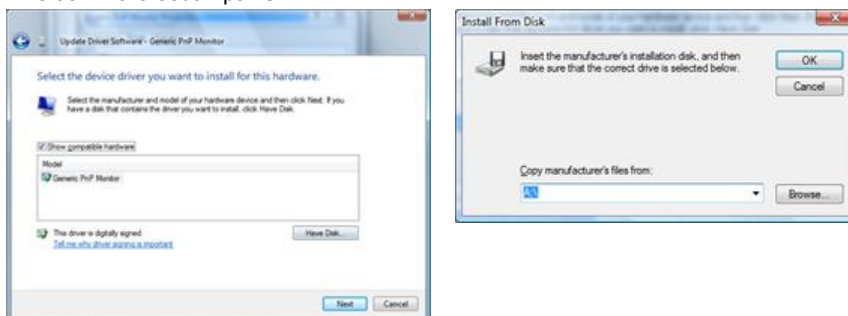 Update Driver Software - Generic PnP Monitor
Select the device driver you want to install for this hardware.
Select the manufacturer and model of your hardware device and then click Next. If you
have a disk that contains the driver you want to install, click Have Disk.
Show compatible hardware
Model
Generic PnP Monitor
This driver is digitally signed.
Tell me why driver signing is important
Have Disk...
Next
Cancel
Install From Disk
Insert the manufacturer's installation disk, and then
make sure that the correct drive is selected below.
OK
Cancel
Copy manufacturer's files from:
A:\
Browse...